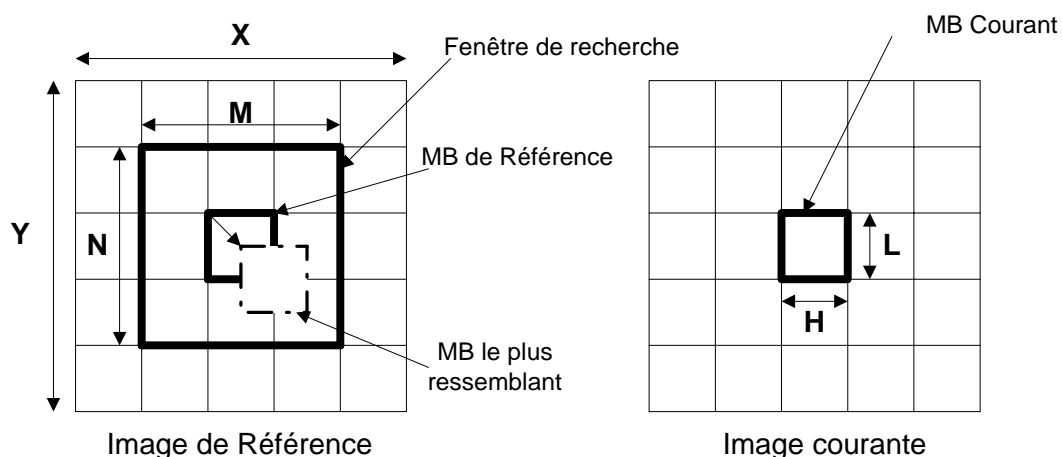 X
Fenêtre de recherche
MB Courant
M
MB de Référence
Y
N
L
H
MB le plus
ressemblant
Image de Référence
Image courante